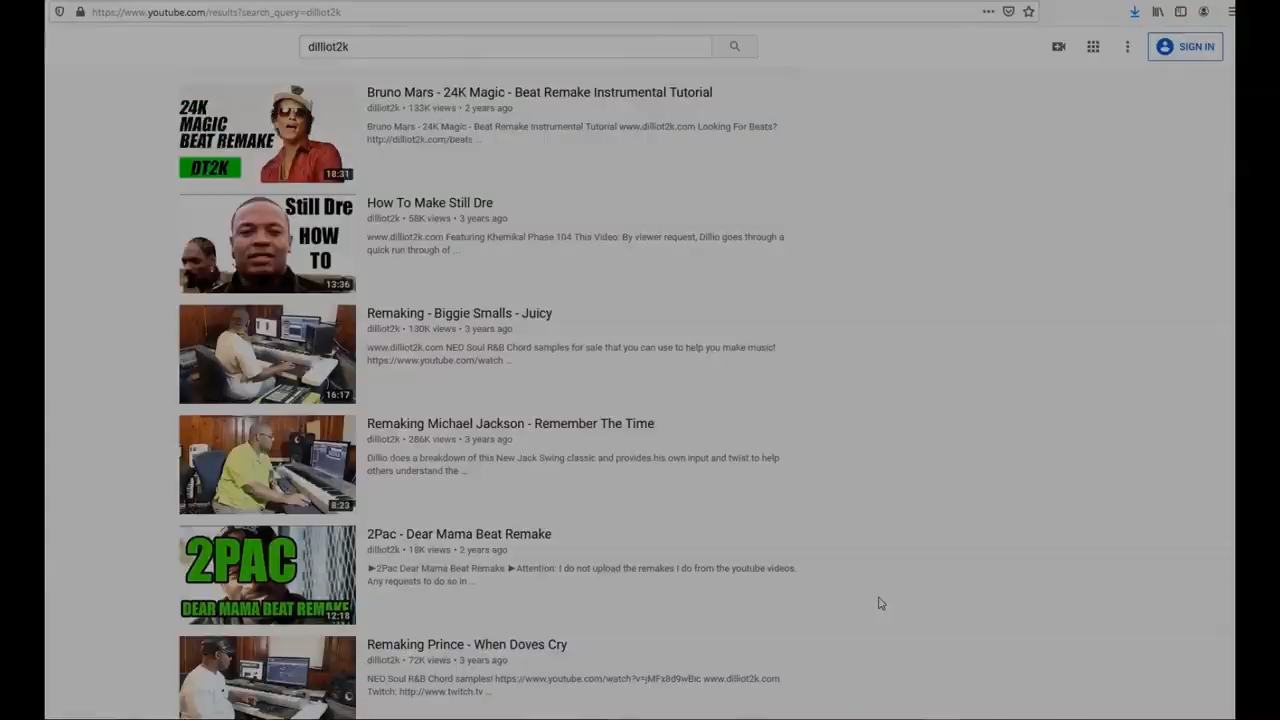 https://www.youtube.com/results?search_query=dilliot2k
dilliot2k
SIGN IN
24K
MAGIC
BEAT REMAKE
DT2K
18:31
Bruno Mars - 24K Magic - Beat Remake Instrumental Tutorial
dilliot2k • 133K views • 2 years ago
Bruno Mars - 24K Magic - Beat Remake Instrumental Tutorial www.dilliot2k.com Looking For Beats?
http://dilliot2k.com/beats ...
Still Dre
HOW
TO
13:36
How To Make Still Dre
dilliot2k • 58K views • 3 years ago
www.dilliot2k.com Featuring Khemikal Phase 104 This Video: By viewer request, Dillio goes through a
quick run through of ...
16:17
Remaking - Biggie Smalls - Juicy
dilliot2k • 130K views • 3 years ago
www.dilliot2k.com NEO Soul R&B Chord samples for sale that you can use to help you make music!
https://www.youtube.com/watch ...
8:23
Remaking Michael Jackson - Remember The Time
dilliot2k • 286K views • 3 years ago
Dillio does a breakdown of this New Jack Swing classic and provides his own input and twist to help
others understand the ...
2PAC
DEAR MAMA BEAT REMAKE
12:18
2Pac - Dear Mama Beat Remake
dilliot2k • 18K views • 2 years ago
►2Pac Dear Mama Beat Remake ►Attention: I do not upload the remakes I do from the youtube videos.
Any requests to do so in ...
Remaking Prince - When Doves Cry
dilliot2k • 72K views • 3 years ago
NEO Soul R&B Chord samples! https://www.youtube.com/watch?v=jMFx8d9wBic www.dilliot2k.com
Twitch: http://www.twitch.tv ...